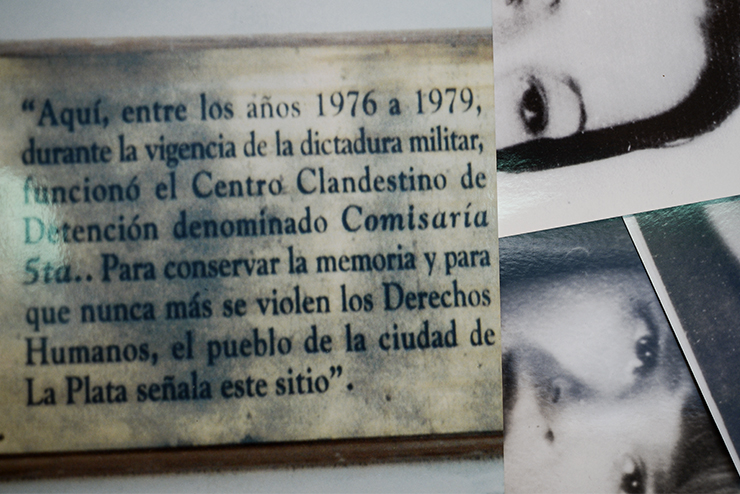 “Aquí, entre los años 1976 a 1979,
durante la vigencia de la dictadura militar,
funcionó el Centro Clandestino de
Detención denominado Comisaría
5ta.. Para conservar la memoria y para
que nunca más se violen los Derechos
Humanos, el pueblo de la ciudad de
La Plata señala este sitio”.